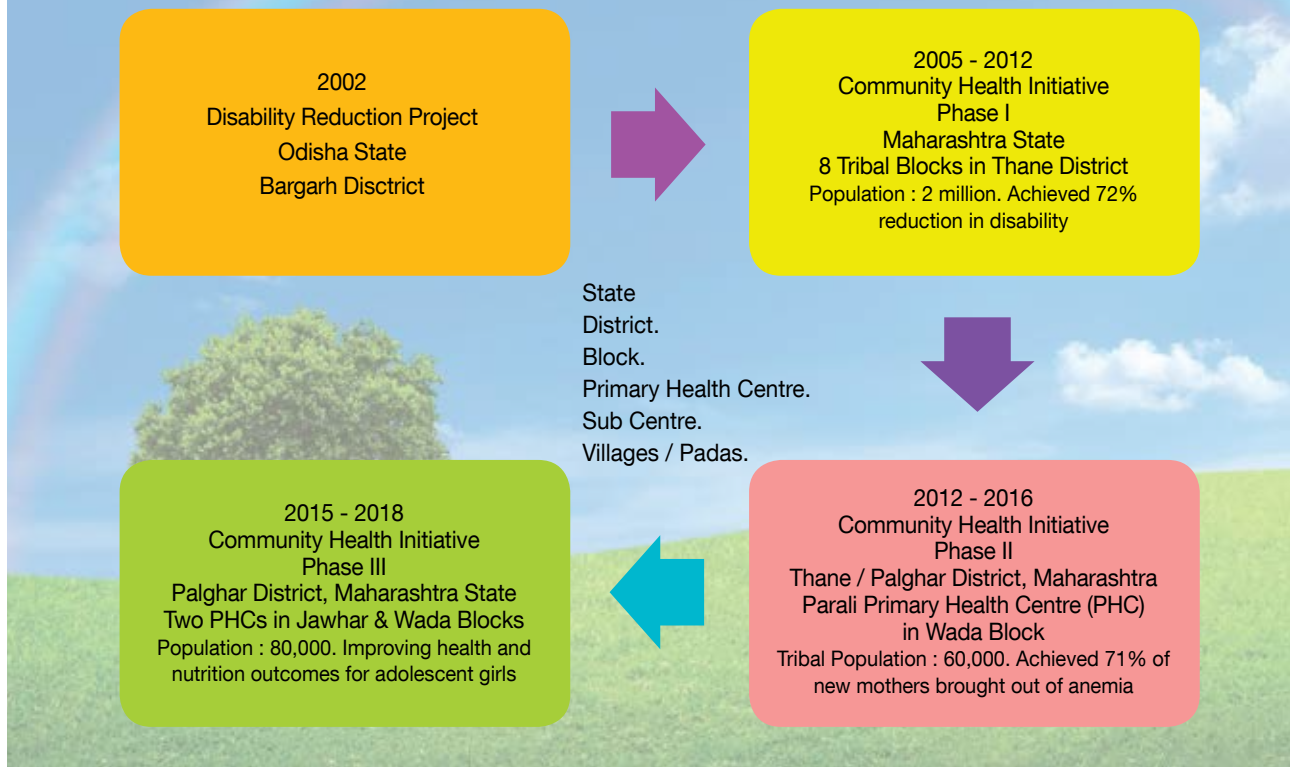 2002
Disability Reduction Project
Odisha State
Bargarh Disctrict
2005 - 2012
Community Health Initiative
Phase I
Maharashtra State
8 Tribal Blocks in Thane District
Population : 2 million. Achieved 72%
reduction in disability
State
District.
Block.
Primary Health Centre.
Sub Centre.
Villages / Padas.
2015 - 2018
Community Health Initiative
Phase III
Palghar District, Maharashtra State
Two PHCs in Jawhar & Wada Blocks
Population : 80,000. Improving health and
nutrition outcomes for adolescent girls
2012 - 2016
Community Health Initiative
Phase II
Thane / Palghar District, Maharashtra
Parali Primary Health Centre (PHC)
in Wada Block
Tribal Population : 60,000. Achieved 71% of
new mothers brought out of anemia